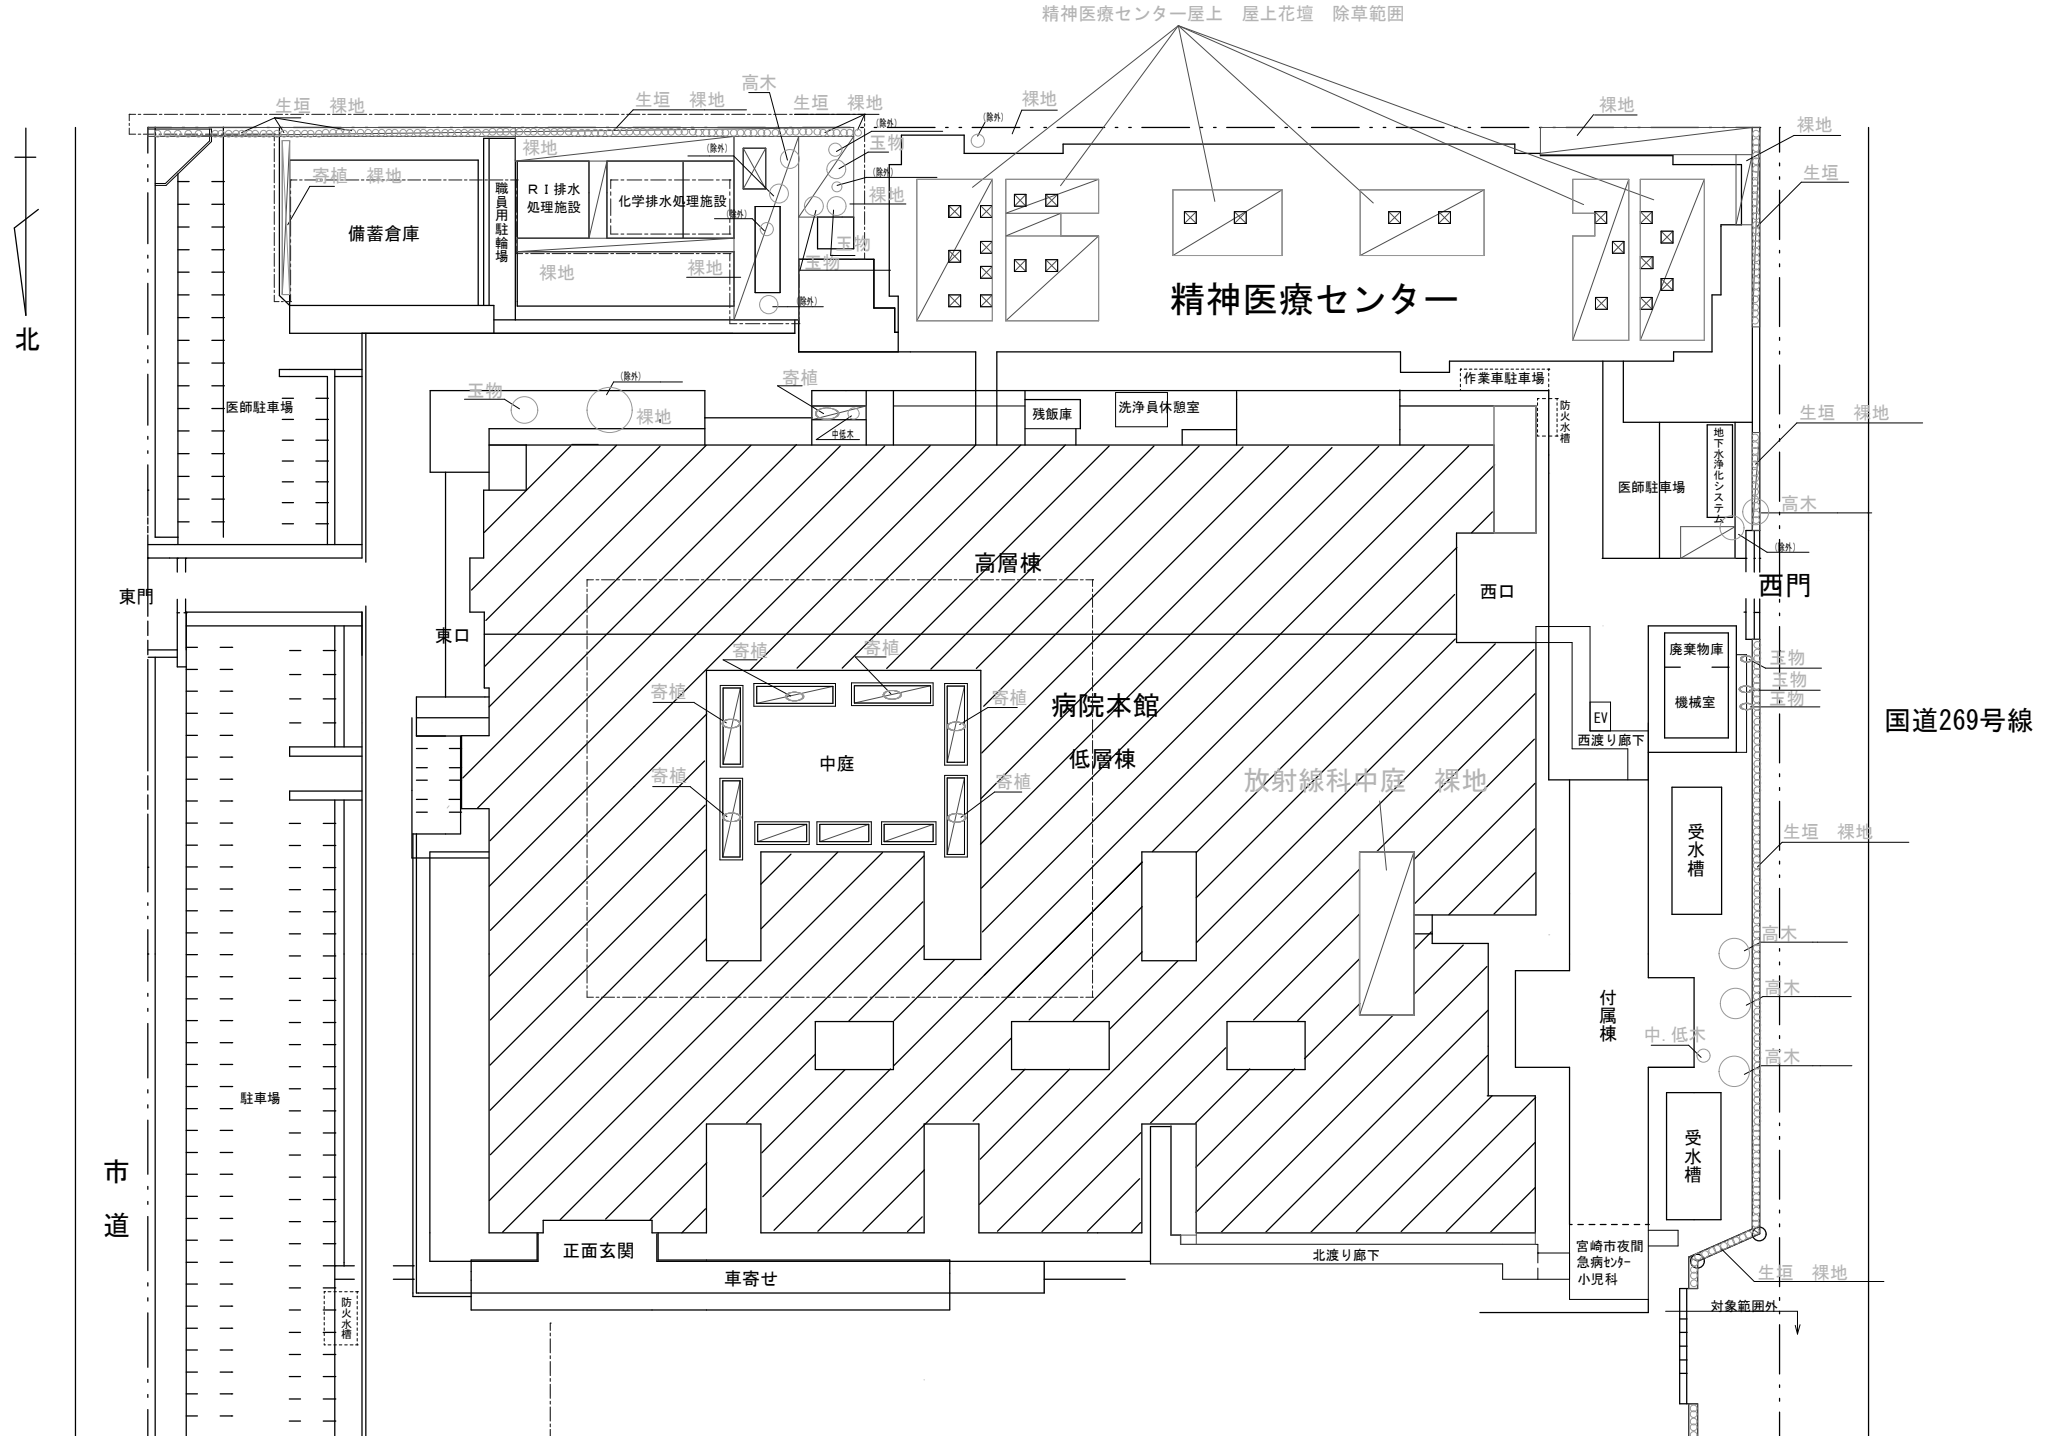 精神医療センター屋上　屋上花壇　除草範囲
生垣　裸地
生垣　裸地
高木
生垣　裸地
裸地
裸地
裸地
生垣
(除外)
(除外)
玉物
(除外)
裸地
(除外)
裸地
(除外)
(除外)
玉物
玉物
裸地
裸地
寄植　裸地
備蓄倉庫
職員用駐輪場
ＲＩ排水
処理施設
化学排水処理施設
精神医療センター
北
医師駐車場
玉物
(除外)
裸地
寄植
中低木
残飯庫
洗浄員休憩室
作業車駐車場
防火水槽
生垣　裸地
地下水浄化システム
医師駐車場
高木
(除外)
西門
東門
東口
高層棟
西口
寄植
寄植
寄植
寄植
寄植
寄植
中庭
病院本館
低層棟
放射線科中庭　裸地
廃棄物庫
機械室
玉物
玉物
玉物
EV
西渡り廊下
国道269号線
受水槽
生垣　裸地
高木
高木
高木
中.低木
付属棟
受水槽
駐車場
市道
正面玄関
車寄せ
北渡り廊下
宮崎市夜間
急病センター
小児科
生垣　裸地
対象範囲外
防火水槽